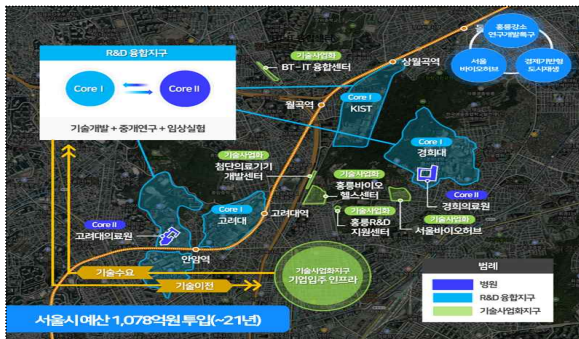 R&D 융합지구
Core I
Core II
기술개발 + 중개연구 + 임상실험
기술사업화
BT-IT 융합센터
상월곡역
홍릉강소
연구개발특구
서울
바이오허브
경제기반형
도시재생
월곡역
Core I
KIST
Core I
경희대
Core II
경희의료원
기술사업화
첨단의료기기
개발센터
기술사업화
홍릉바이오
헬스센터
기술사업화
홍릉R&D
지원센터
기술사업화
서울바이오허브
Core I
고려대
고려대역
Core II
고려대의료원
안암역
기술수요
기술이전
기술사업화지구
기업입주 인프라
범례
병원
R&D 융합지구
기술사업화지구
서울시 예산 1,078억원 투입(~21년)